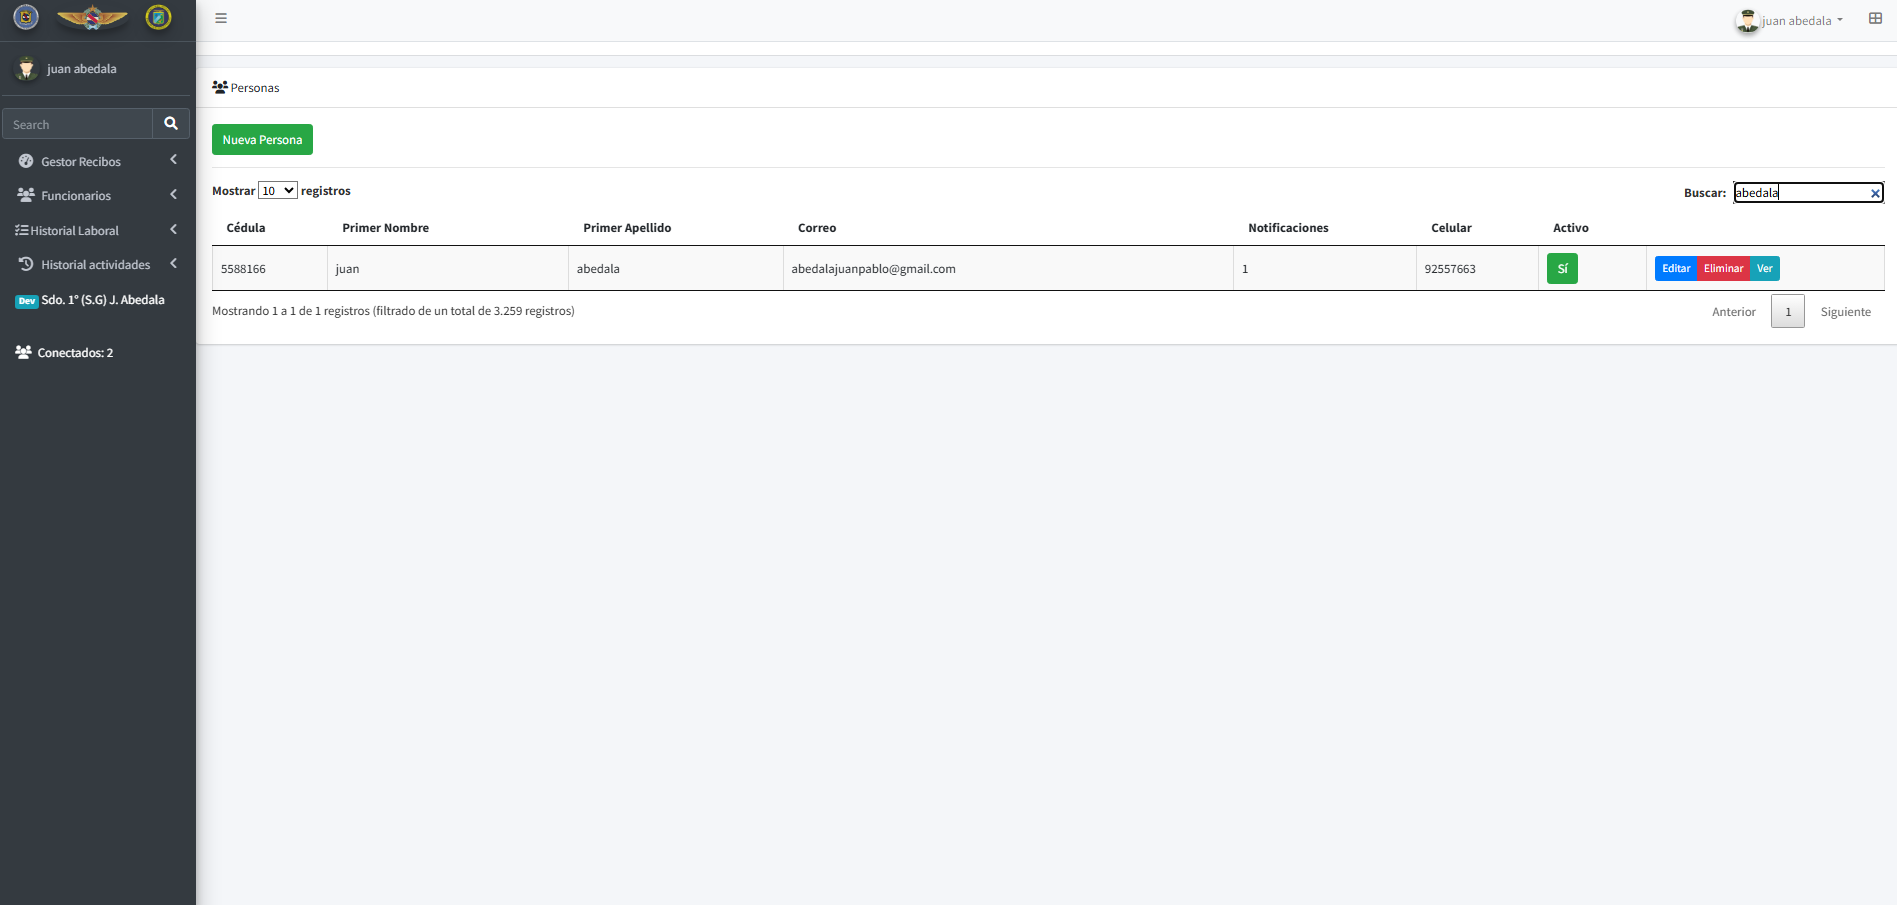 juan abedala
juan abedala
Search
Gestor Recibos
Funcionarios
Historial Laboral
Historial actividades
Dev Sdo. 1° (S.G) J. Abedala
Conectados: 2
Personas
Nueva Persona
Mostrar 10 registros
Buscar: abedala
Cédula Primer Nombre Primer Apellido Correo Notificaciones Celular Activo
5588166 juan abedala abedalajuanpablo@gmail.com 1 92557663 Sí Editar Eliminar Ver
Mostrando 1 a 1 de 1 registros (filtrado de un total de 3.259 registros)
Anterior 1 Siguiente